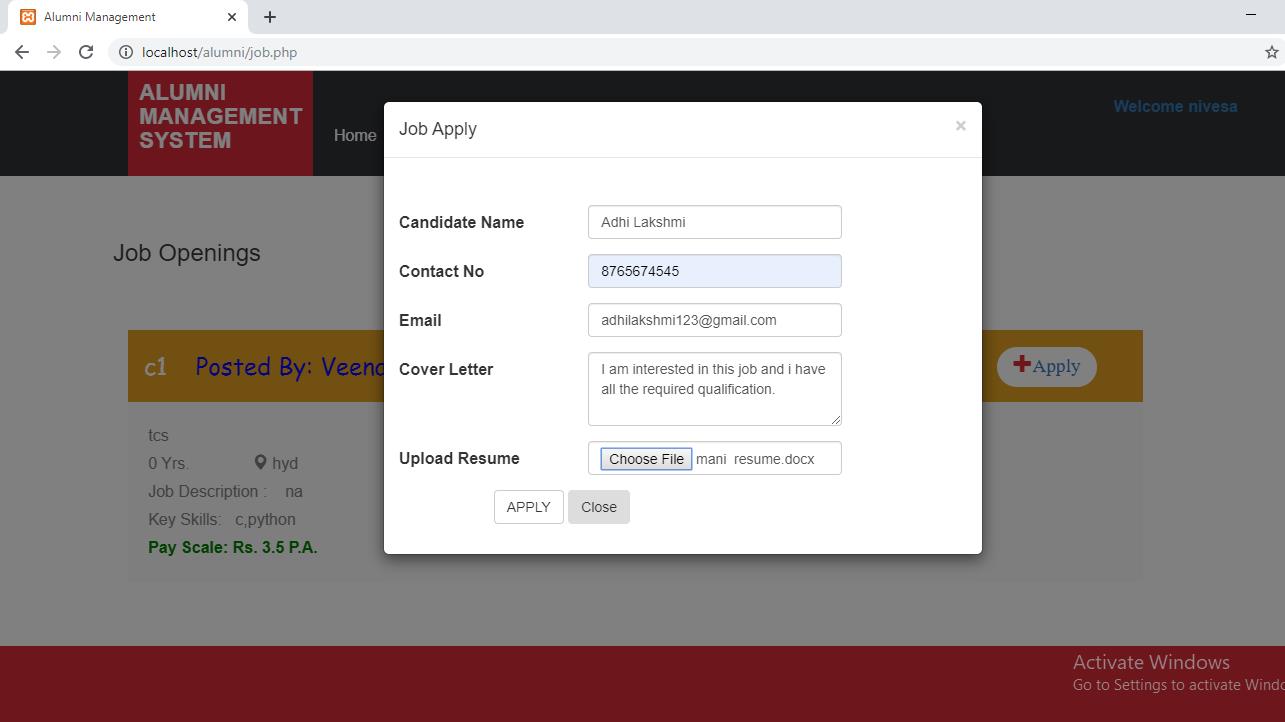 Alumni Management
localhost/alumni/job.php
ALUMNI
MANAGEMENT
SYSTEM
Home
Welcome nivesa
Job Apply
Candidate Name
Adhi Lakshmi
Contact No
8765674545
Email
adhilakshmi123@gmail.com
Cover Letter
I am interested in this job and i have
all the required qualification.
Upload Resume
Choose File mani resume.docx
APPLY Close
Job Openings
c1 Posted By: Veena
Apply
tcs
0 Yrs. hyd
Job Description : na
Key Skills: c,python
Pay Scale: Rs. 3.5 P.A.
Activate Windows
Go to Settings to activate Windo